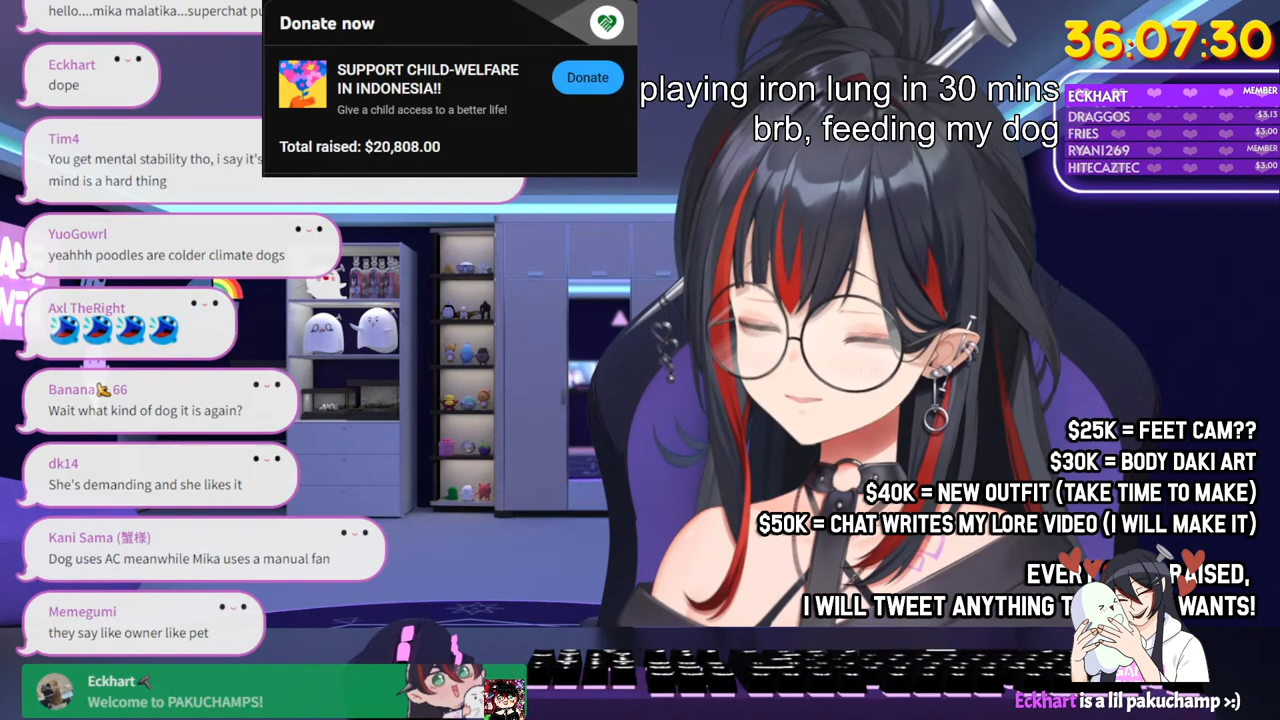 hello....mika malatika...superchat pu
Eckhart
dope
Tim4
You get mental stability tho, i say it's
mind is a hard thing
YuoGowrl
yeahhh poodles are colder climate dogs
Axl TheRight
Banana 66
Wait what kind of dog it is again?
dk14
She's demanding and she likes it
Kani Sama (蟹様)
Dog uses AC meanwhile Mika uses a manual fan
Memegumi
they say like owner like pet
Eckhart
Welcome to PAKUCHAMPS!
Donate now
SUPPORT CHILD-WELFARE
IN INDONESIA!!
Give a child access to a better life!
Donate
Total raised: $20,808.00
playing iron lung in 30 mins
brb, feeding my dog
36:07:30
ECKHART MEMBER
DRAGGOS $3.13
FRIES $3.00
RYAN1269 MEMBER
HITECAZTEC $3.00
$25K = FEET CAM??
$30K = BODY DAKI ART
$40K = NEW OUTFIT (TAKE TIME TO MAKE)
$50K = CHAT WRITES MY LORE VIDEO (I WILL MAKE IT)
RAISED,
I WILL TWEET ANYTHING WANTS!
Eckhart is a lil pakuchamp >:)